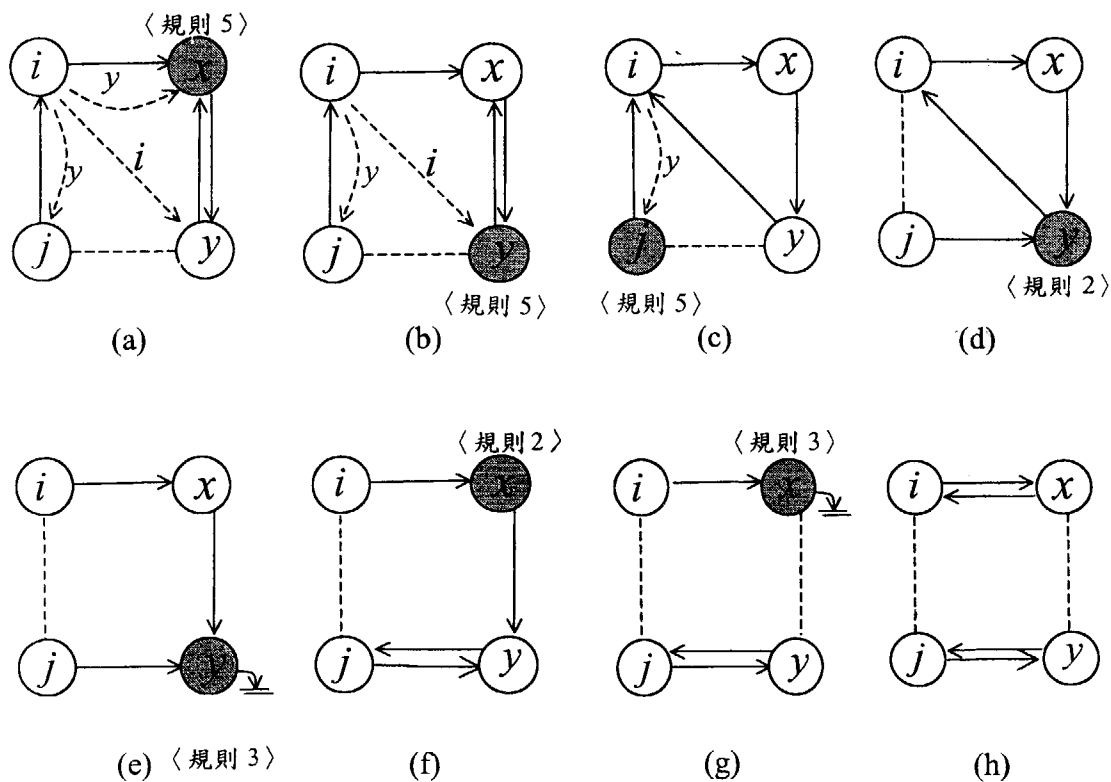 〈規則 5〉
i x i x i x i x
y
i i y
y y y
j y j y j y j y
〈規則 5〉 〈規則 5〉 〈規則 2〉
(a) (b) (c) (d)
〈規則2〉 〈規則 3〉
i x i x i x i x
j y j y j y j y
(e) 〈規則 3〉 (f) (g) (h)